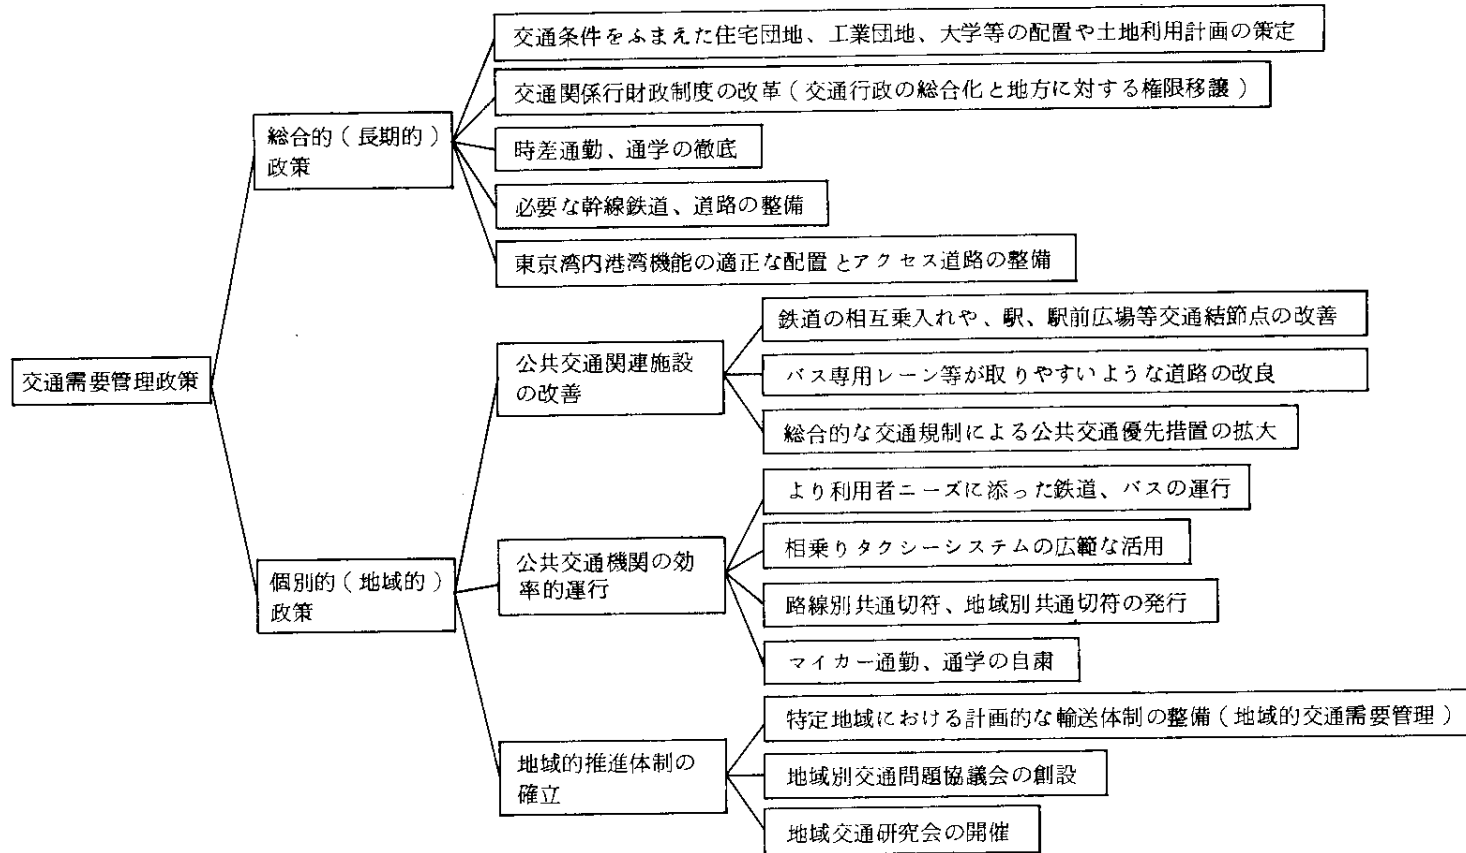 交通条件をふまえた住宅団地、工業団地、大学等の配置や土地利用計画の策定
交通関係行財政制度の改革（交通行政の総合化と地方に対する権限移譲）
総合的（長期的）
政策
時差通勤、通学の徹底
必要な幹線鉄道、道路の整備
東京湾内港湾機能の適正な配置とアクセス道路の整備
交通需要管理政策
公共交通関連施設
の改善
鉄道の相互乗入れや、駅、駅前広場等交通結節点の改善
バス専用レーン等が取りやすいような道路の改良
総合的な交通規制による公共交通優先措置の拡大
個別的（地域的）
政策
公共交通機関の効
率的運行
より利用者ニーズに添った鉄道、バスの運行
相乗りタクシーシステムの広範な活用
路線別共通切符、地域別共通切符の発行
マイカー通勤、通学の自粛
地域的推進体制の
確立
特定地域における計画的な輸送体制の整備（地域的交通需要管理）
地域別交通問題協議会の創設
地域交通研究会の開催